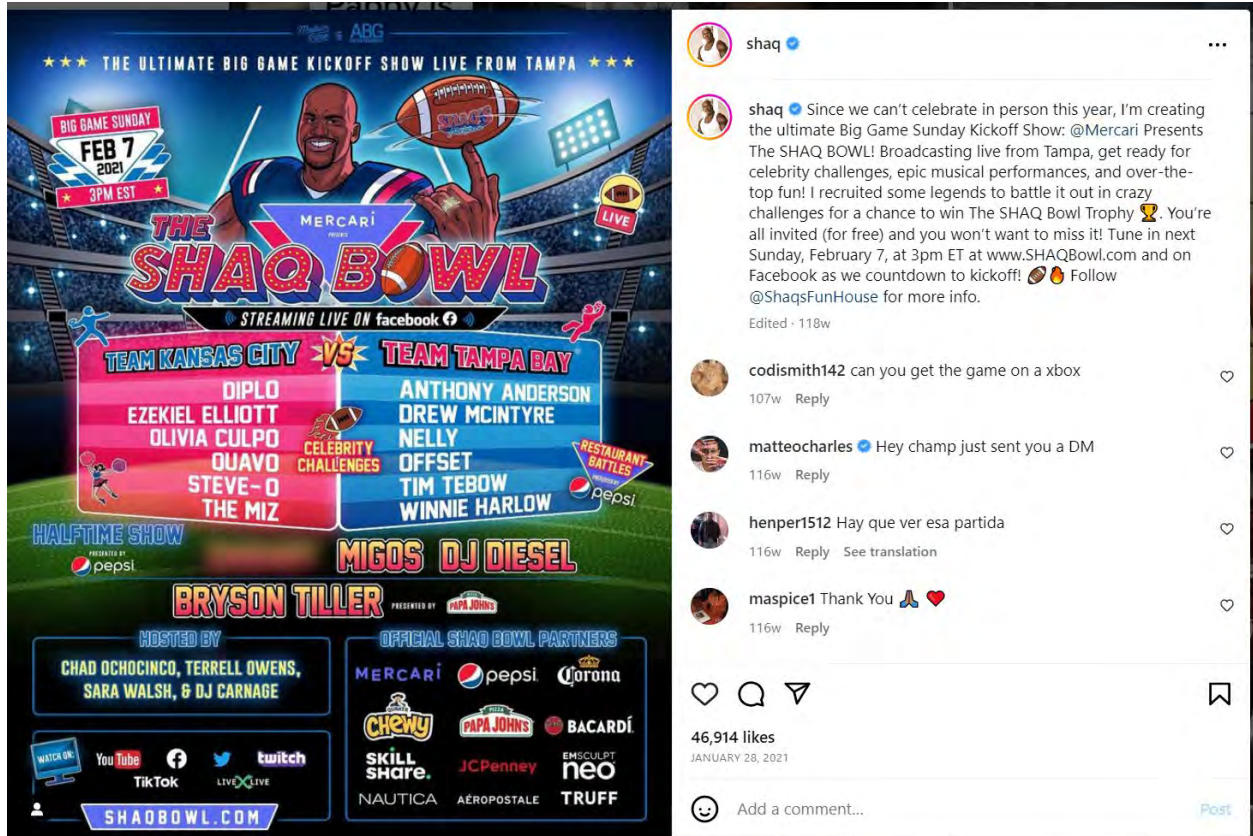 Pappy is
ABG
★★★ THE ULTIMATE BIG GAME KICKOFF SHOW LIVE FROM TAMPA ★★★
BIG GAME SUNDAY
FEB 7
2021
3PM EST
SHAQ'S
LIVE
MERCARI
PRESENTS
THE
SHAQ BOWL
STREAMING LIVE ON facebook
TEAM KANSAS CITY VS TEAM TAMPA BAY
DIPLO
EZEKIEL ELLIOTT
OLIVIA CULPO
QUAVO
STEVE-O
THE MIZ
CELEBRITY
CHALLENGES
ANTHONY ANDERSON
DREW MCINTYRE
NELLY
OFFSET
TIM TEBOW
WINNIE HARLOW
RESTAURANT
BATTLES
pepsi
HALFTIME SHOW
PRESENTED BY
pepsi
MIGOS DJ DIESEL
BRYSON TILLER PRESENTED BY PAPA JOHN'S
HOSTED BY
CHAD OCHOCINCO, TERRELL OWENS,
SARA WALSH, & DJ CARNAGE
WATCH ON:
YouTube twitch
TikTok LIVEXLIVE
SHAQBOWL.COM
OFFICIAL SHAQ BOWL PARTNERS
MERCARI pepsi. Corona
QUAKER CHEWY PIZZA PAPA JOHN'S BACARDÍ.
SKILL SHARE. JCPenney EMSCULPT neo
NAUTICA AÉROPOSTALE TRUFF
shaq
shaq Since we can't celebrate in person this year, I'm creating
the ultimate Big Game Sunday Kickoff Show: @Mercari Presents
The SHAQ BOWL! Broadcasting live from Tampa, get ready for
celebrity challenges, epic musical performances, and over-the-
top fun! I recruited some legends to battle it out in crazy
challenges for a chance to win The SHAQ Bowl Trophy 🏆. You're
all invited (for free) and you won't want to miss it! Tune in next
Sunday, February 7, at 3pm ET at www.SHAQBowl.com and on
Facebook as we countdown to kickoff! 🏈🔥 Follow
@ShaqsFunHouse for more info.
Edited · 118w
codismith142 can you get the game on a xbox
107w Reply
matteocharles Hey champ just sent you a DM
116w Reply
henper1512 Hay que ver esa partida
116w Reply See translation
maspice1 Thank You 🙏🏾 ❤️
116w Reply
46,914 likes
JANUARY 28, 2021
Add a comment...
Post